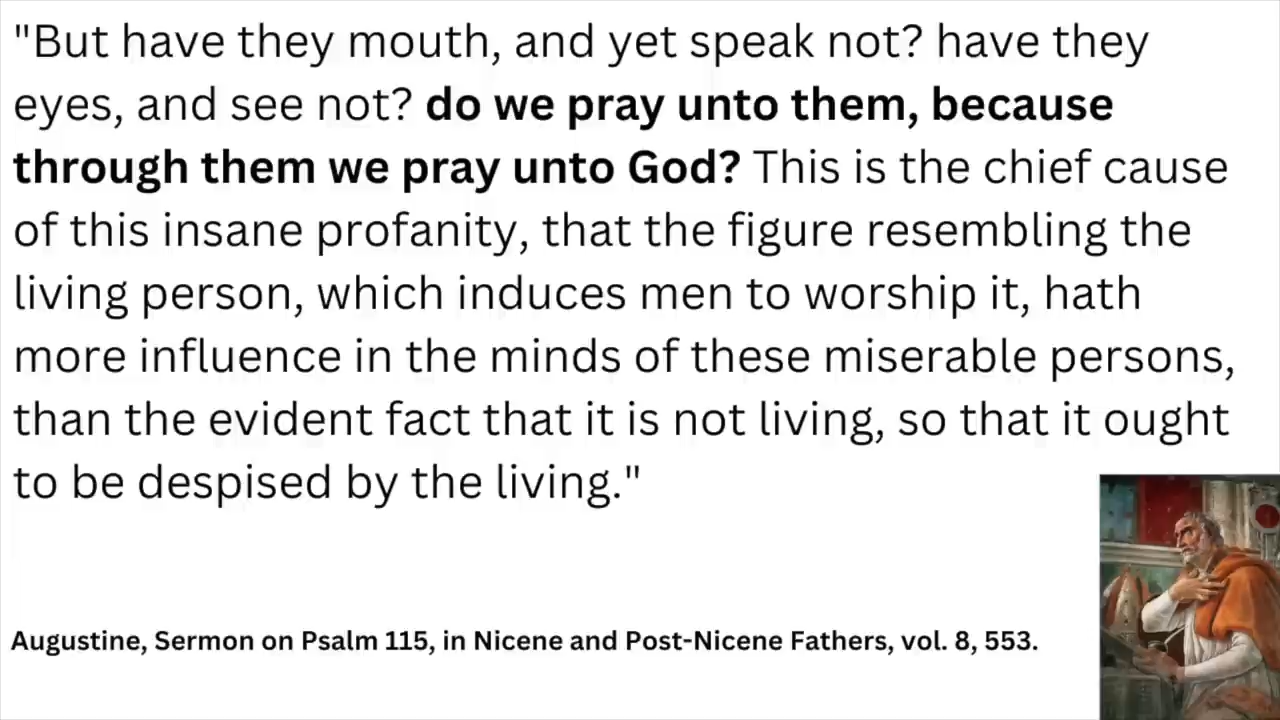 "But have they mouth, and yet speak not? have they
eyes, and see not? do we pray unto them, because
through them we pray unto God? This is the chief cause
of this insane profanity, that the figure resembling the
living person, which induces men to worship it, hath
more influence in the minds of these miserable persons,
than the evident fact that it is not living, so that it ought
to be despised by the living."
Augustine, Sermon on Psalm 115, in Nicene and Post-Nicene Fathers, vol. 8, 553.